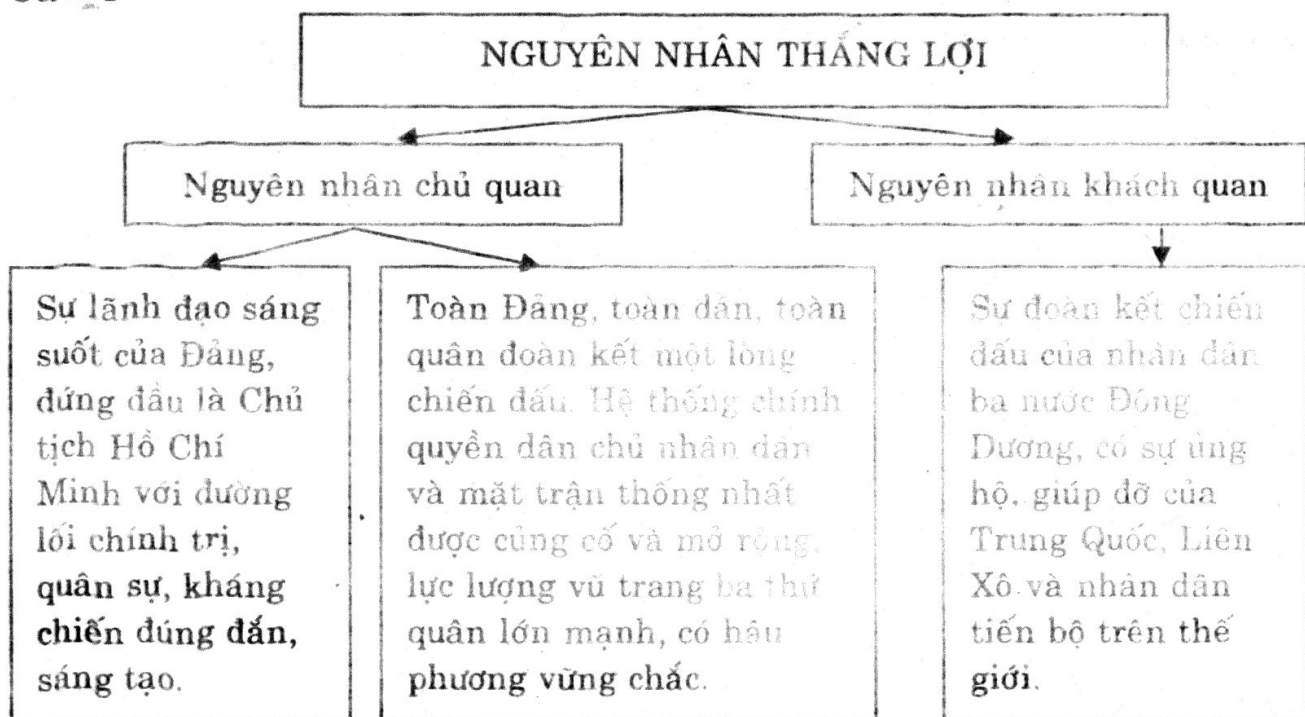 NGUYÊN NHÂN THẮNG LỢI
Nguyên nhân chủ quan
Nguyên nhân khách quan
Sự lãnh đạo sáng
suốt của Đảng,
đứng đầu là Chủ
tịch Hồ Chí
Minh với đường
lối chính trị,
quân sự, kháng
chiến đúng đắn,
sáng tạo.
Toàn Đảng, toàn dân, toàn
quân đoàn kết một lòng
chiến đấu. Hệ thống chính
quyền dân chủ nhân dân
và mặt trận thống nhất
được củng cố và mở rộng,
lực lượng vũ trang ba thứ
quân lớn mạnh, có hậu
phương vững chắc.
Sự đoàn kết chiến
đấu của nhân dân
ba nước Đông
Dương, có sự ủng
hộ, giúp đỡ của
Trung Quốc, Liên
Xô và nhân dân
tiến bộ trên thế
giới.